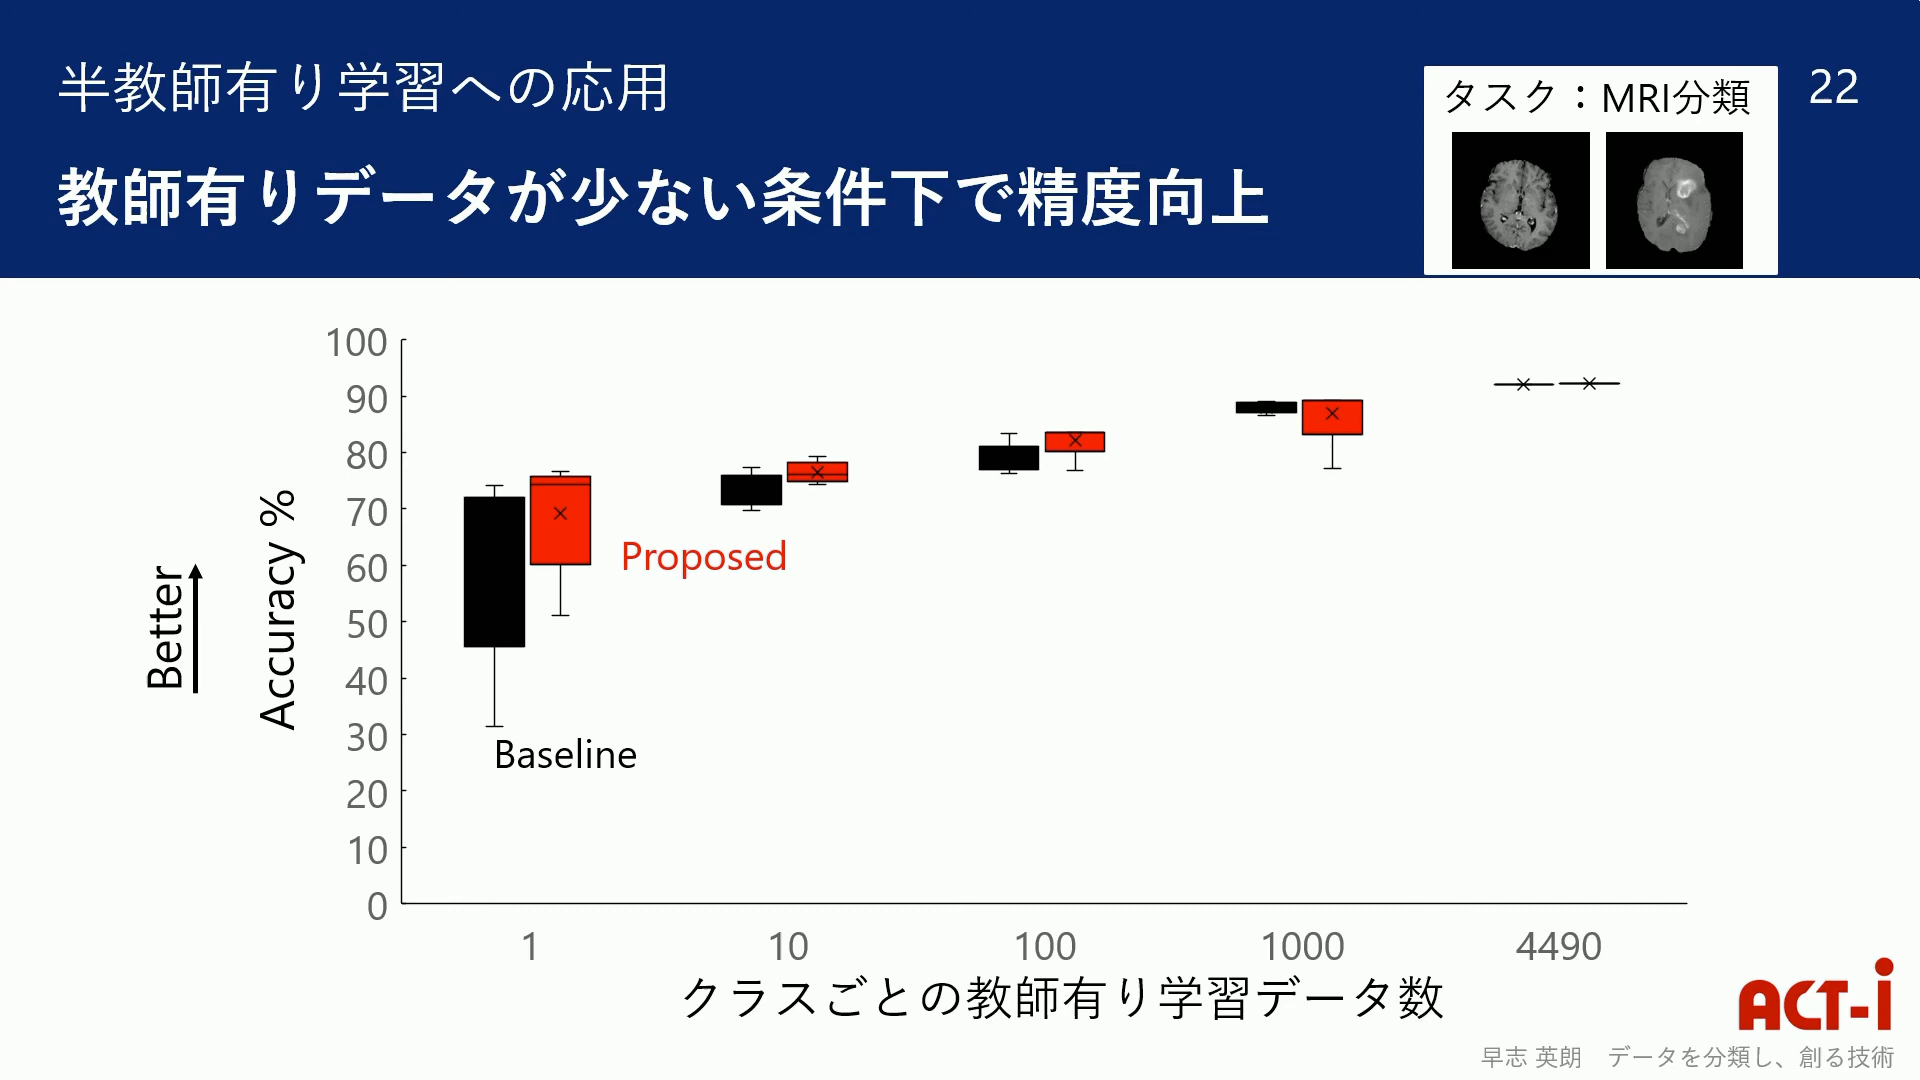 半教師有り学習への応用
教師有りデータが少ない条件下で精度向上
タスク：MRI分類
22
100
90
80
70
60
50
40
30
20
10
0
Better
Accuracy %
Proposed
Baseline
1 10 100 1000 4490
クラスごとの教師有り学習データ数
ACT-i
早志 英朗 データを分類し、創る技術